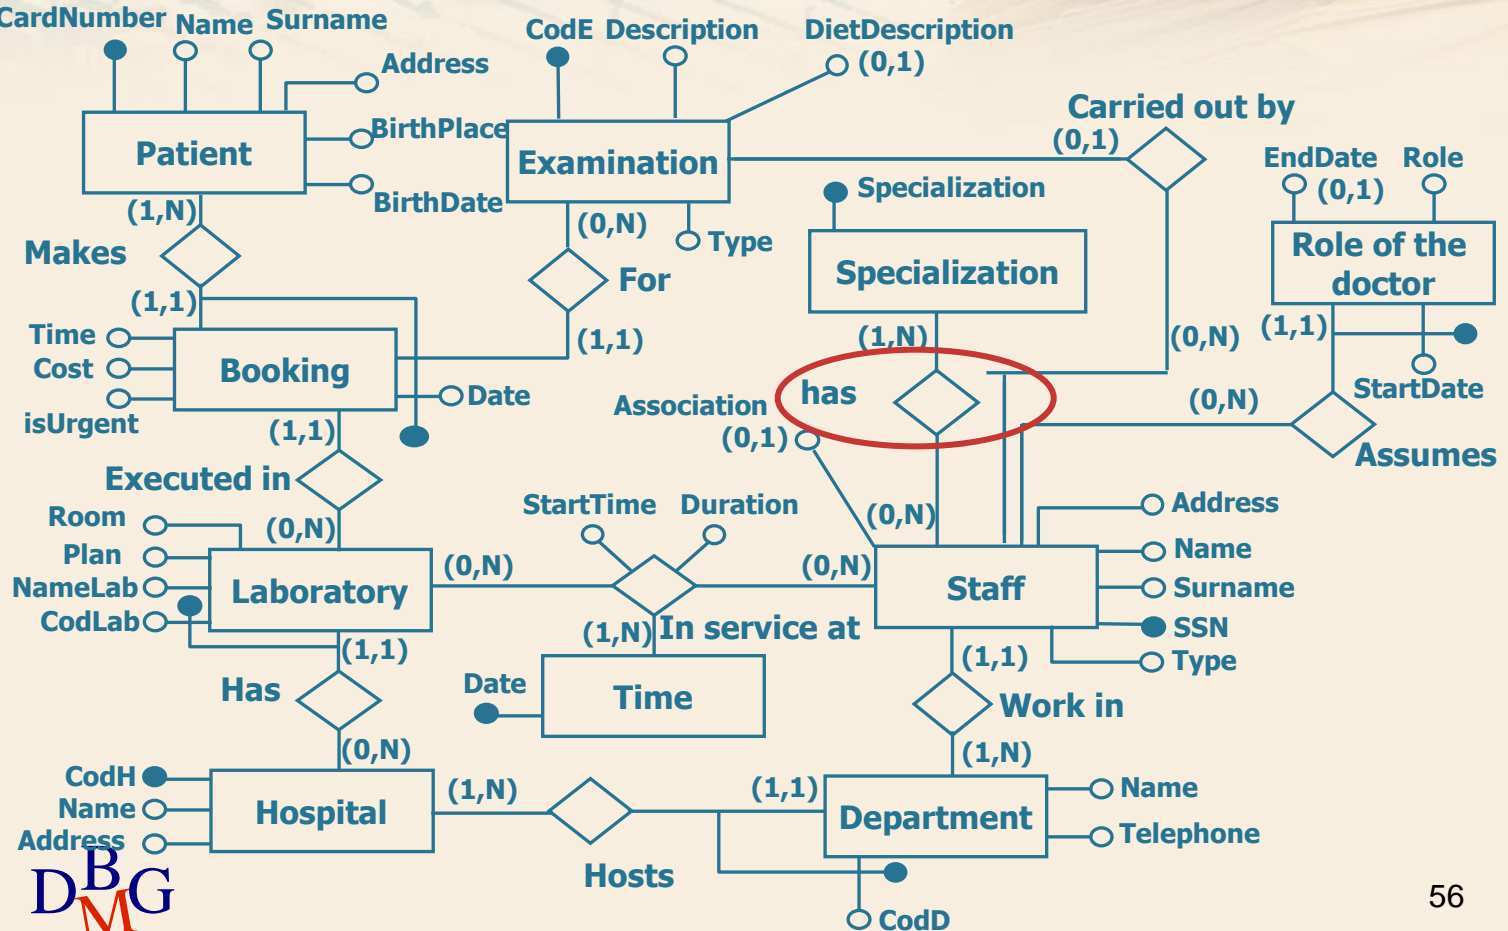 CardNumber Name Surname
CodE Description
DietDescription
(0,1)
Address
Patient
BirthPlace
BirthDate
Examination
Carried out by
(0,1)
EndDate Role
(0,1)
Role of the
doctor
Specialization
Specialization
(1,N)
Makes
(1,1)
(0,N)
Type
For
(1,1)
(1,N)
(0,N)
(1,1)
StartDate
Time
Cost
isUrgent
Booking
Date
(1,1)
Association
(0,1)
has
(0,N)
Assumes
Executed in
(0,N)
Room
Plan
NameLab
CodLab
Laboratory
(0,N)
StartTime Duration
(0,N)
(0,N)
Staff
Address
Name
Surname
SSN
Type
(1,N)
In service at
(1,1)
Has
(0,N)
Date
Time
(1,1)
Work in
(1,N)
CodH
Name
Address
Hospital
(1,N)
Hosts
(1,1)
Department
Name
Telephone
CodD
DBMG
56